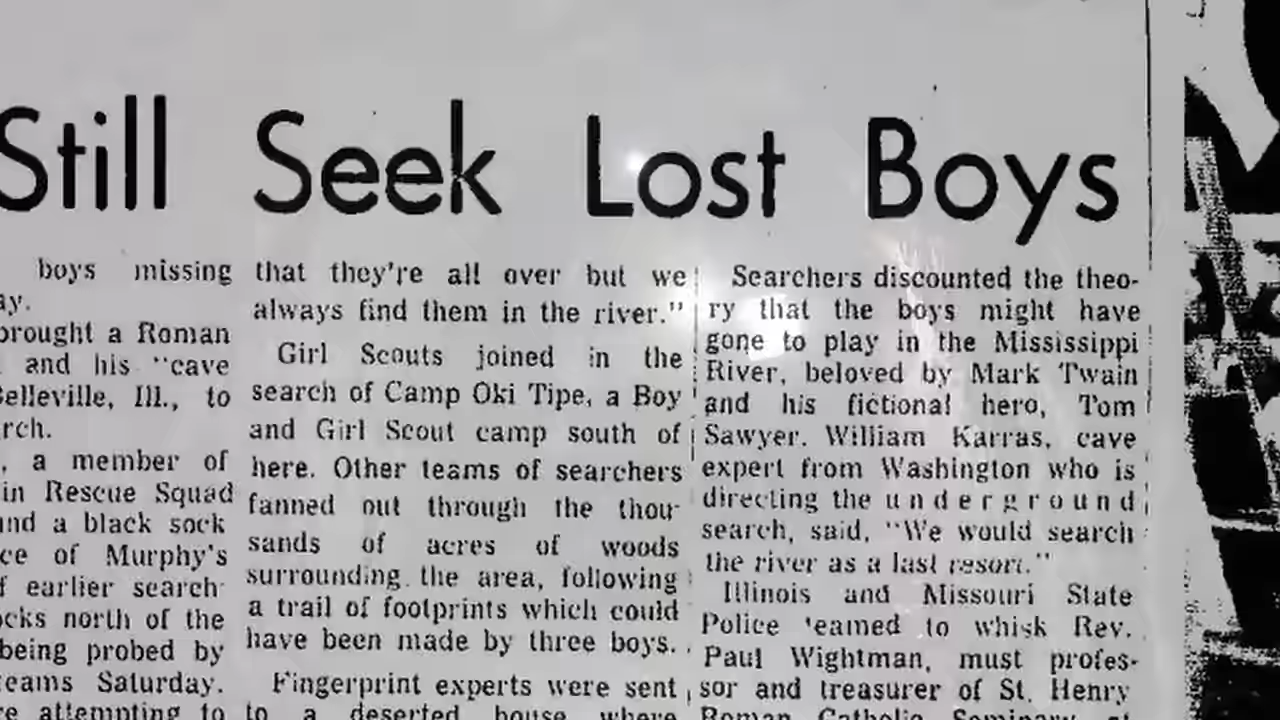 Still Seek Lost Boys
boys missing
ay.
brought a Roman
and his "cave
Belleville, Ill., to
rch.
, a member of
in Rescue Squad
und a black sock
ce of Murphy's
f earlier search-
ocks north of the
being probed by
teams Saturday.
re attempting to
that they're all over but we
always find them in the river."
Girl Scouts joined in the
search of Camp Oki Tipe, a Boy
and Girl Scout camp south of
here. Other teams of searchers
fanned out through the thou-
sands of acres of woods
surrounding the area, following
a trail of footprints which could
have been made by three boys.
Fingerprint experts were sent
to a deserted house where
Searchers discounted the theo-
ry that the boys might have
gone to play in the Mississippi
River, beloved by Mark Twain
and his fictional hero, Tom
Sawyer. William Karras, cave
expert from Washington who is
directing the underground
search, said, "We would search
the river as a last resort."
Illinois and Missouri State
Police teamed to whisk Rev.
Paul Wightman, must profes-
sor and treasurer of St. Henry
Roman Catholic Seminary at